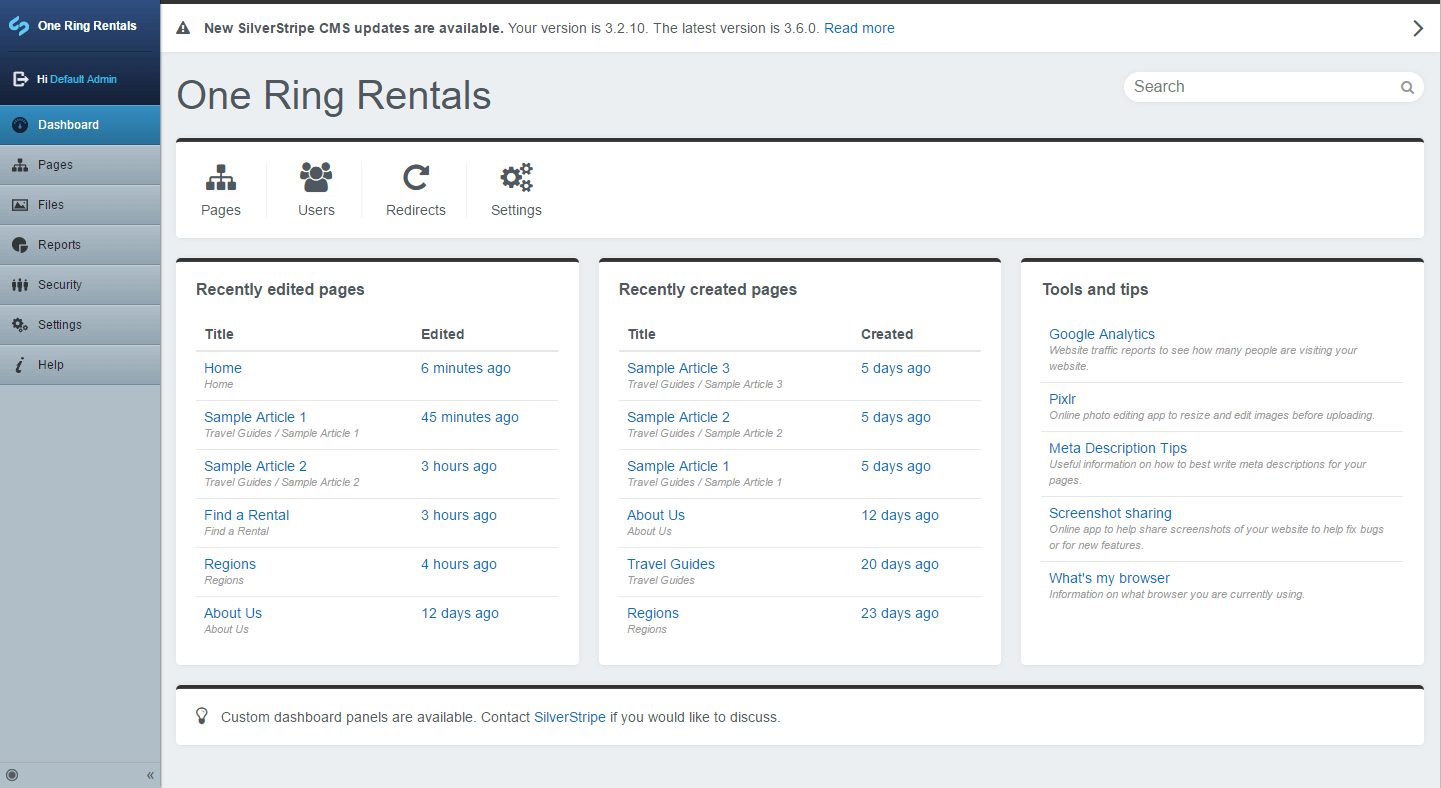 One Ring Rentals
Hi Default Admin
Dashboard
Pages
Files
Reports
Security
Settings
Help
«
New SilverStripe CMS updates are available. Your version is 3.2.10. The latest version is 3.6.0. Read more
One Ring Rentals
Search
Pages
Users
Redirects
Settings
Recently edited pages
Title Edited
Home 6 minutes ago
Home
Sample Article 1 45 minutes ago
Travel Guides / Sample Article 1
Sample Article 2 3 hours ago
Travel Guides / Sample Article 2
Find a Rental 3 hours ago
Find a Rental
Regions 4 hours ago
Regions
About Us 12 days ago
About Us
Recently created pages
Title Created
Sample Article 3 5 days ago
Travel Guides / Sample Article 3
Sample Article 2 5 days ago
Travel Guides / Sample Article 2
Sample Article 1 5 days ago
Travel Guides / Sample Article 1
About Us 12 days ago
About Us
Travel Guides 20 days ago
Travel Guides
Regions 23 days ago
Regions
Tools and tips
Google Analytics
Website traffic reports to see how many people are visiting your
website.
Pixlr
Online photo editing app to resize and edit images before uploading.
Meta Description Tips
Useful information on how to best write meta descriptions for your
pages.
Screenshot sharing
Online app to help share screenshots of your website to help fix bugs
or for new features.
What's my browser
Information on what browser you are currently using.
Custom dashboard panels are available. Contact SilverStripe if you would like to discuss.